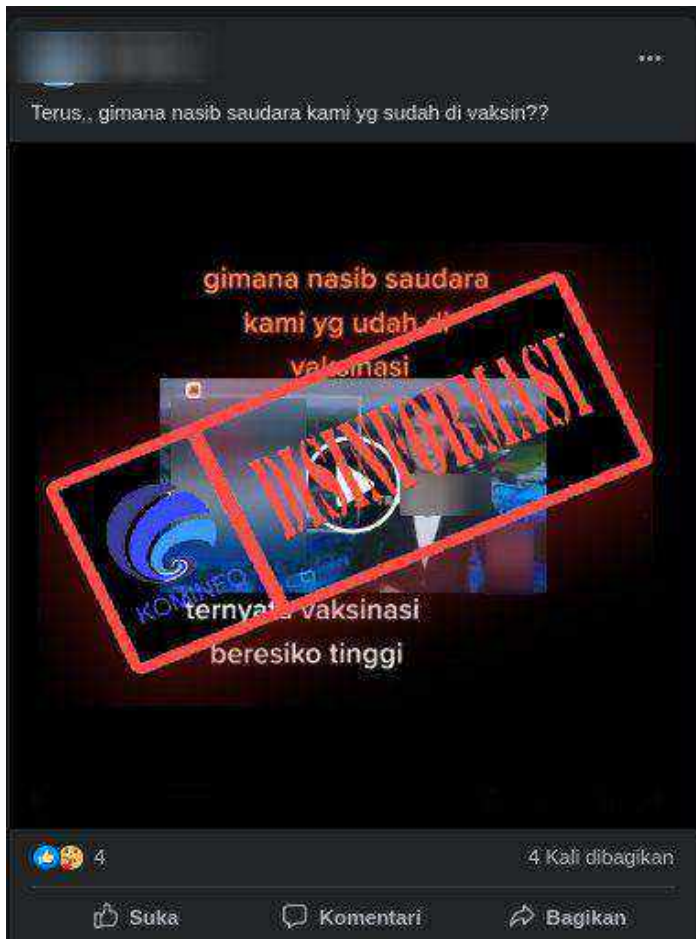 Terus,, gimana nasib saudara kami yg sudah di vaksin??
gimana nasib saudara
kami yg udah di
vaksinasi
DISINFORMASI
KOMINFO
ternyata vaksinasi
beresiko tinggi
4
4 Kali dibagikan
Suka
Komentari
Bagikan